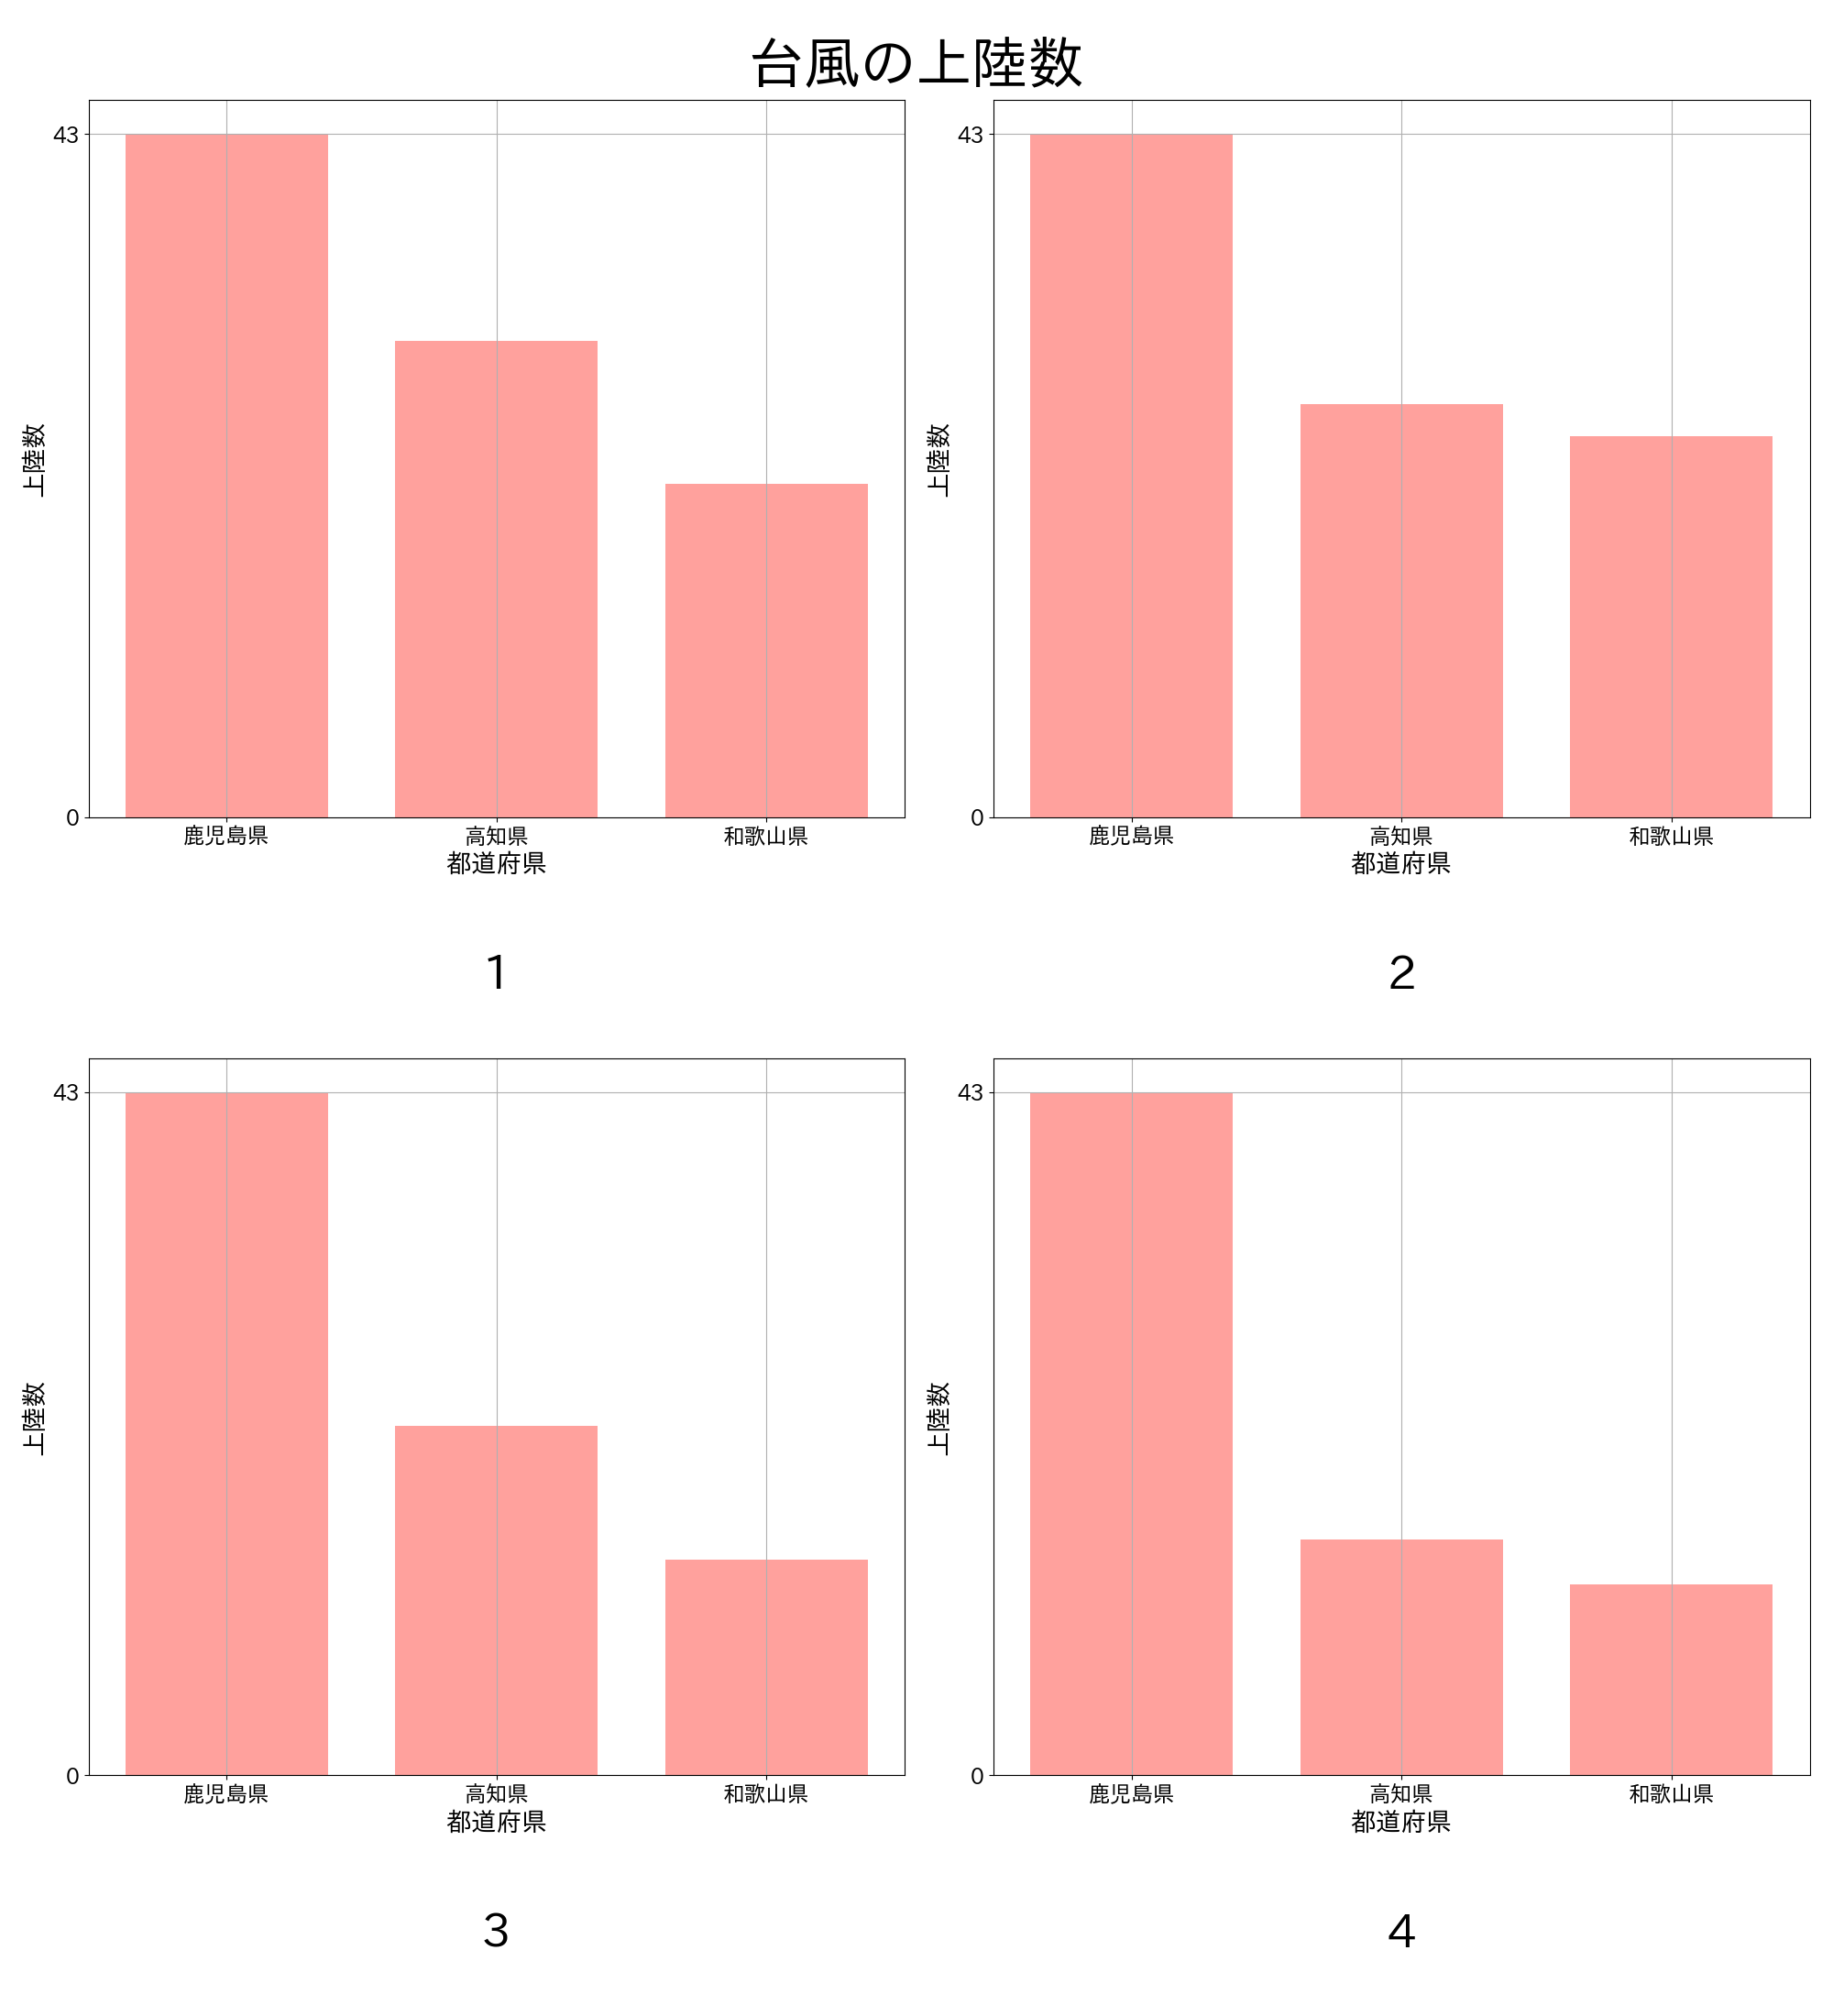 台風の上陸数
43
0
上陸数
鹿児島県 高知県 和歌山県
都道府県
1
43
0
上陸数
鹿児島県 高知県 和歌山県
都道府県
2
43
0
上陸数
鹿児島県 高知県 和歌山県
都道府県
3
43
0
上陸数
鹿児島県 高知県 和歌山県
都道府県
4